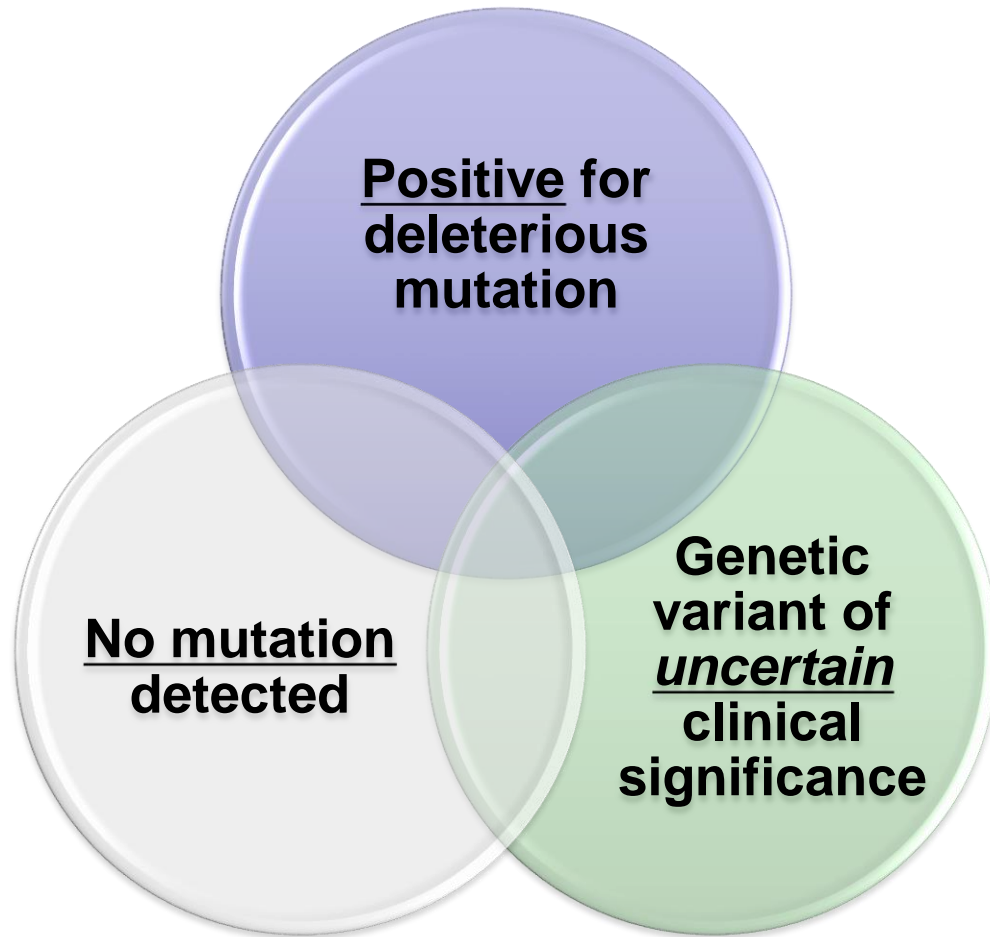 Positive for
deleterious
mutation
No mutation
detected
Genetic
variant of
uncertain
clinical
significance